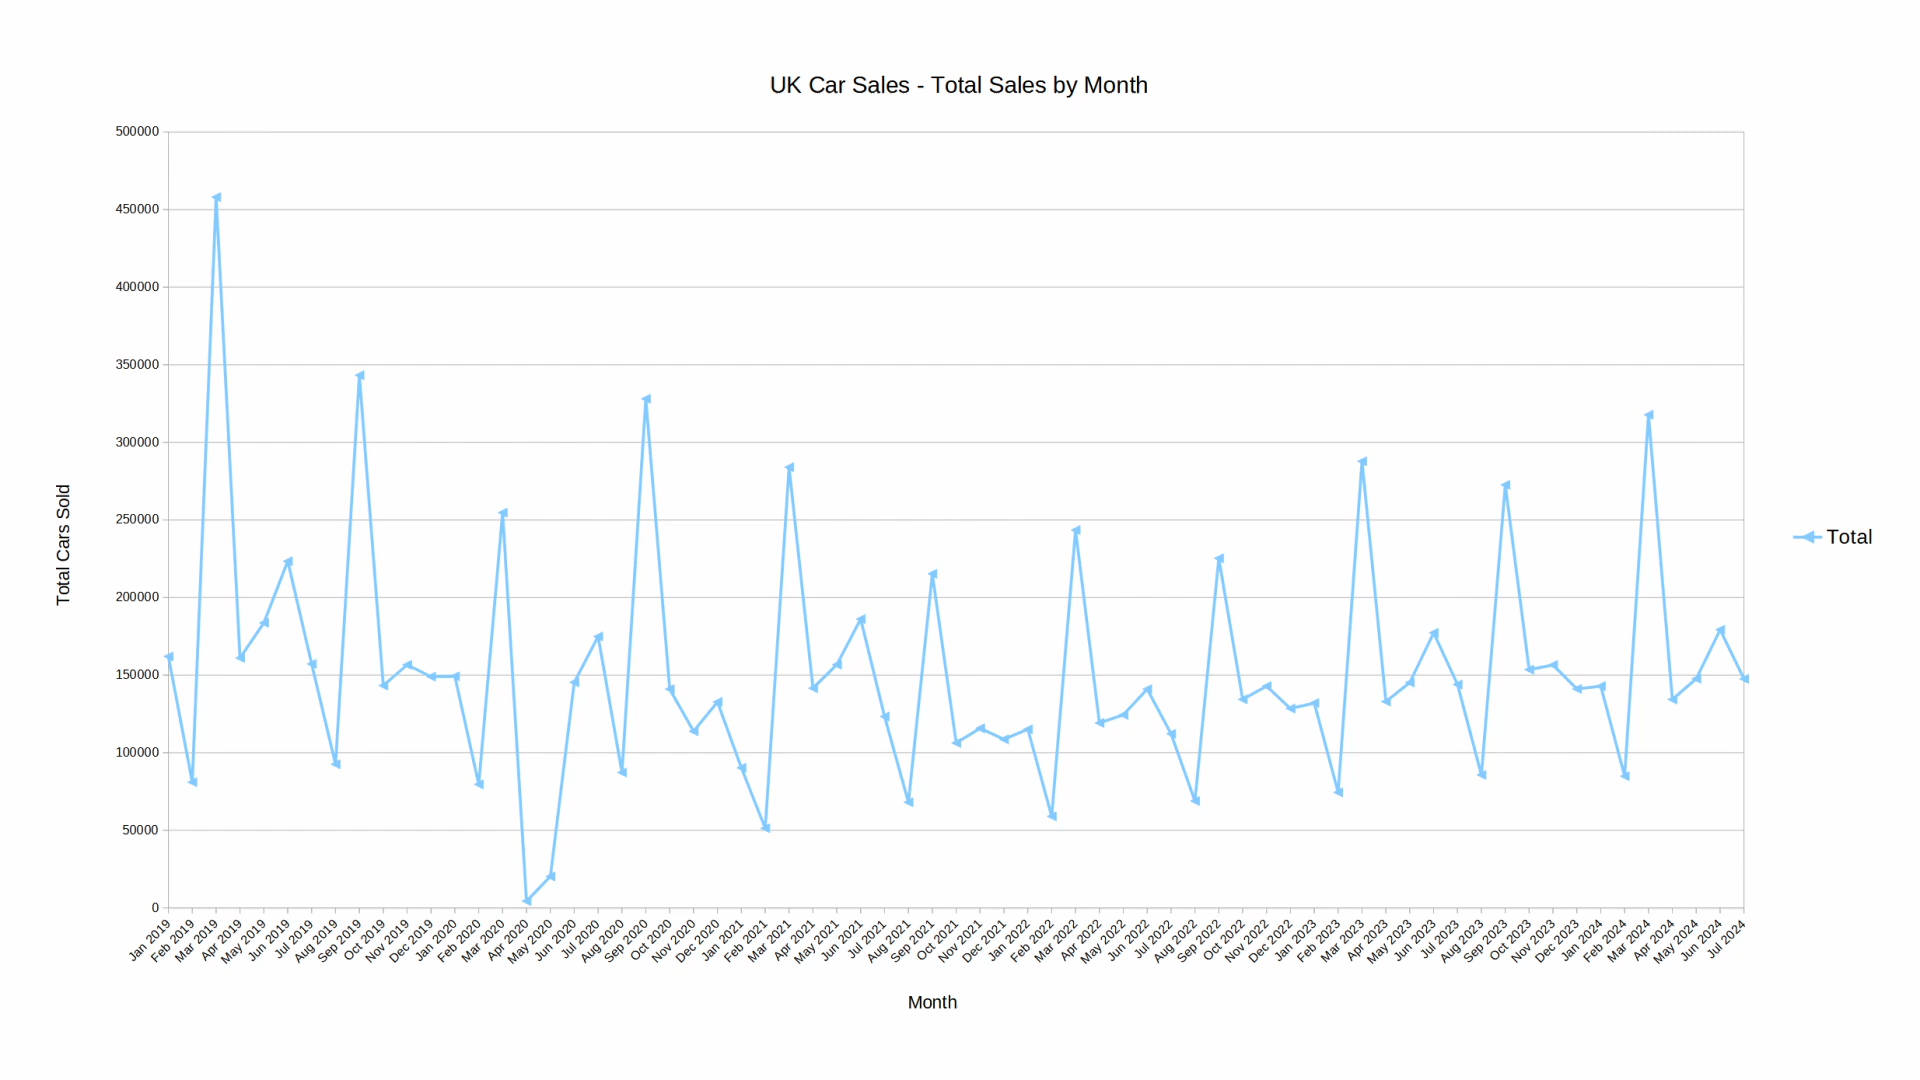 UK Car Sales - Total Sales by Month
500000
450000
400000
350000
300000
250000
200000
150000
100000
50000
0
Total Cars Sold
Jan 2019
Feb 2019
Mar 2019
Apr 2019
May 2019
Jun 2019
Jul 2019
Aug 2019
Sep 2019
Oct 2019
Nov 2019
Dec 2019
Jan 2020
Feb 2020
Mar 2020
Apr 2020
May 2020
Jun 2020
Jul 2020
Aug 2020
Sep 2020
Oct 2020
Nov 2020
Dec 2020
Jan 2021
Feb 2021
Mar 2021
Apr 2021
May 2021
Jun 2021
Jul 2021
Aug 2021
Sep 2021
Oct 2021
Nov 2021
Dec 2021
Jan 2022
Feb 2022
Mar 2022
Apr 2022
May 2022
Jun 2022
Jul 2022
Aug 2022
Sep 2022
Oct 2022
Nov 2022
Dec 2022
Jan 2023
Feb 2023
Mar 2023
Apr 2023
May 2023
Jun 2023
Jul 2023
Aug 2023
Sep 2023
Oct 2023
Nov 2023
Dec 2023
Jan 2024
Feb 2024
Mar 2024
Apr 2024
May 2024
Jun 2024
Jul 2024
Month
Total